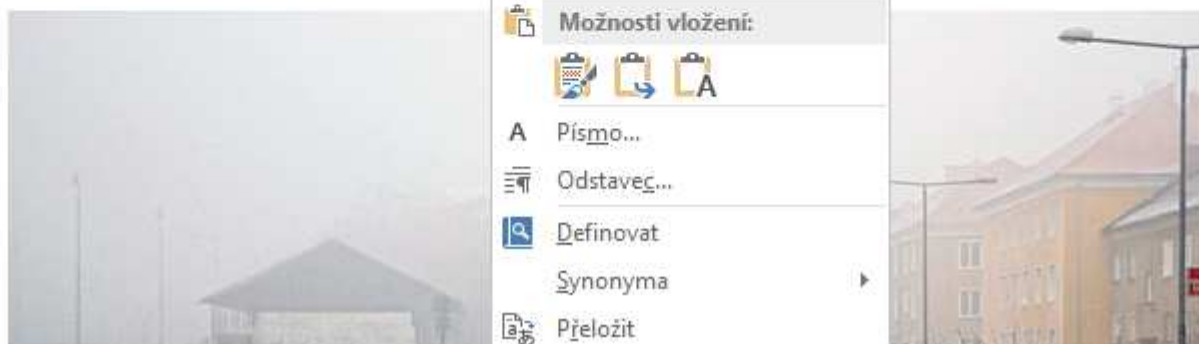 Možnosti vložení:
A Písmo...
Odstavec...
Definovat
Synonyma
Přeložit